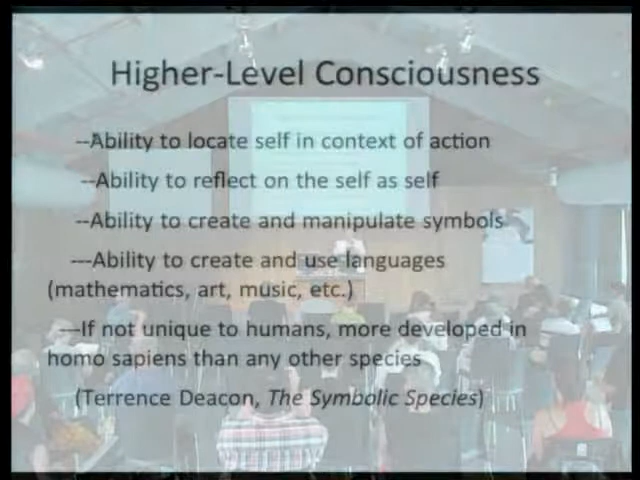 Higher-Level Consciousness
--Ability to locate self in context of action
--Ability to reflect on the self as self
--Ability to create and manipulate symbols
---Ability to create and use languages
(mathematics, art, music, etc.)
---If not unique to humans, more developed in
homo sapiens than any other species
(Terrence Deacon, The Symbolic Species)